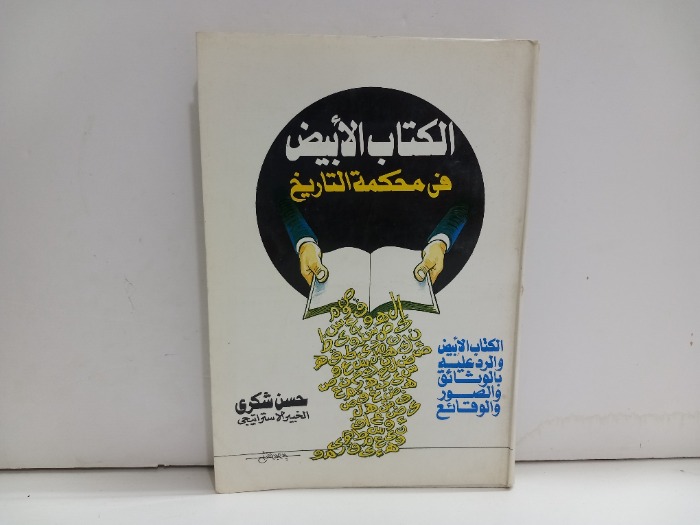 الكتاب الأبيض
فى محكمة التاريخ
الكتاب الأبيض
والرد عليه
بالوثائق
والصور
والوقائع
حسن شكرى
الخبير الاستراتيجى